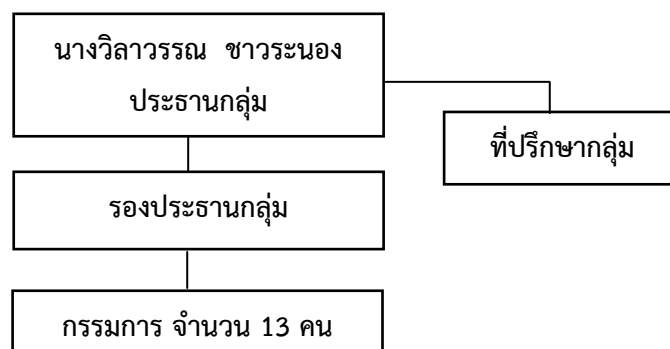 นางวิลาวรรณ ชาวระนอง
ประธานกลุ่ม
ที่ปรึกษากลุ่ม
รองประธานกลุ่ม
กรรมการ จำนวน 13 คน